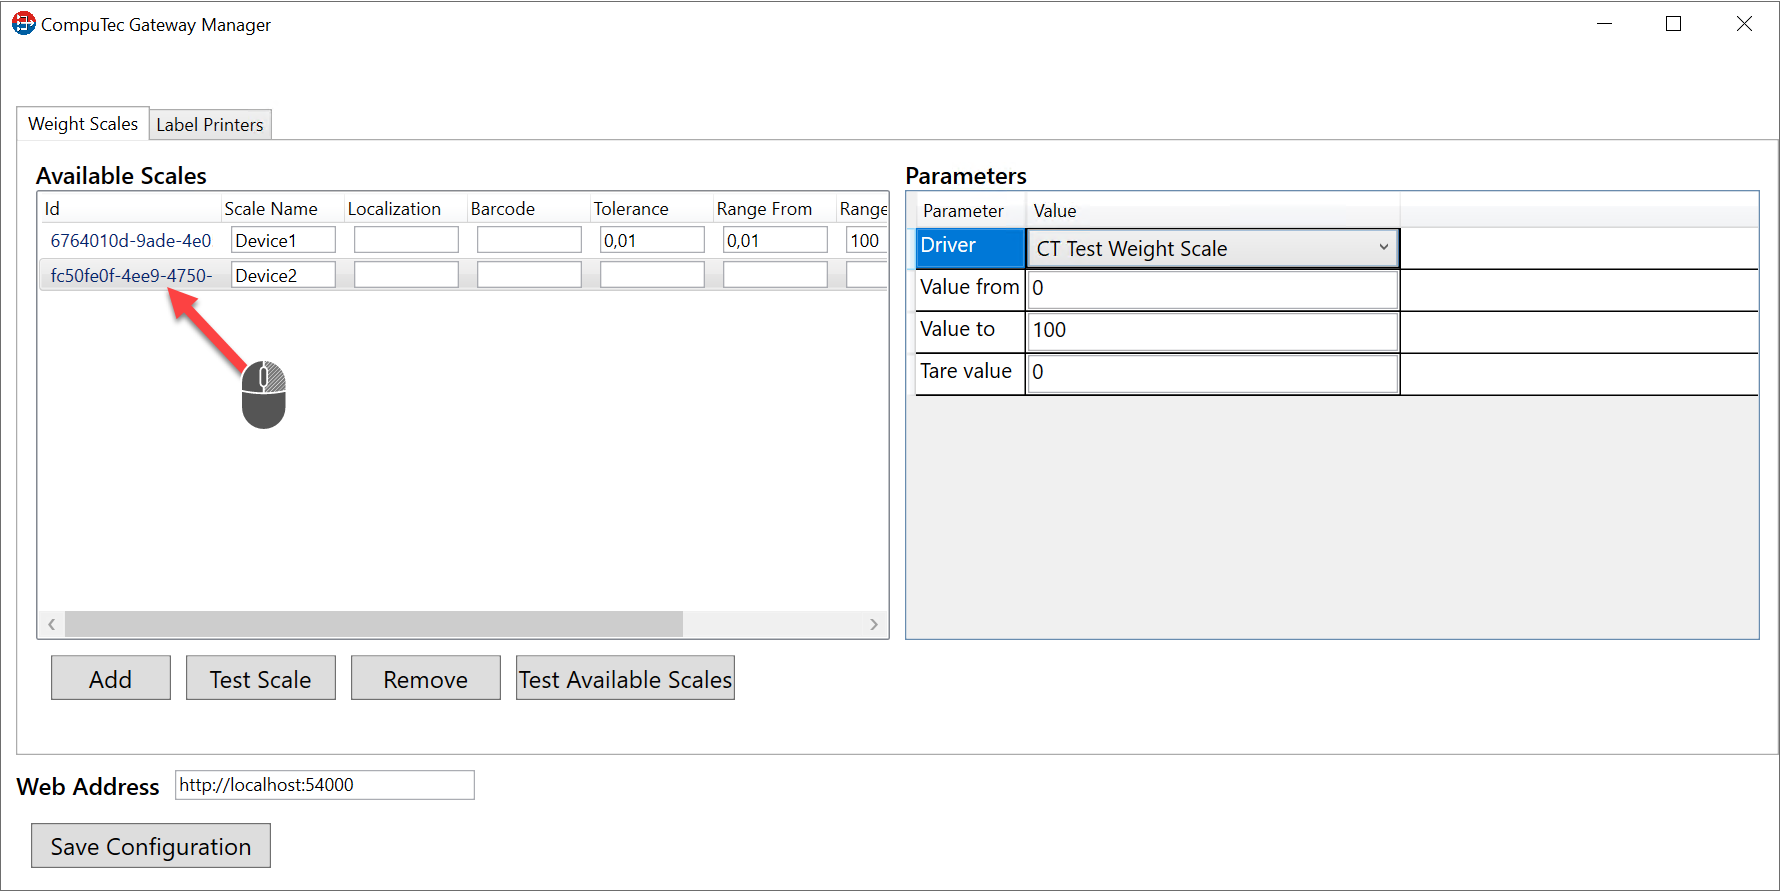 CompuTec Gateway Manager
Weight Scales Label Printers
Available Scales
Id Scale Name Localization Barcode Tolerance Range From Range
6764010d-9ade-4e0 Device1 0,01 0,01 100
fc50fe0f-4ee9-4750- Device2
Add Test Scale Remove Test Available Scales
Parameters
Parameter Value
Driver CT Test Weight Scale
Value from 0
Value to 100
Tare value 0
Web Address http://localhost:54000
Save Configuration